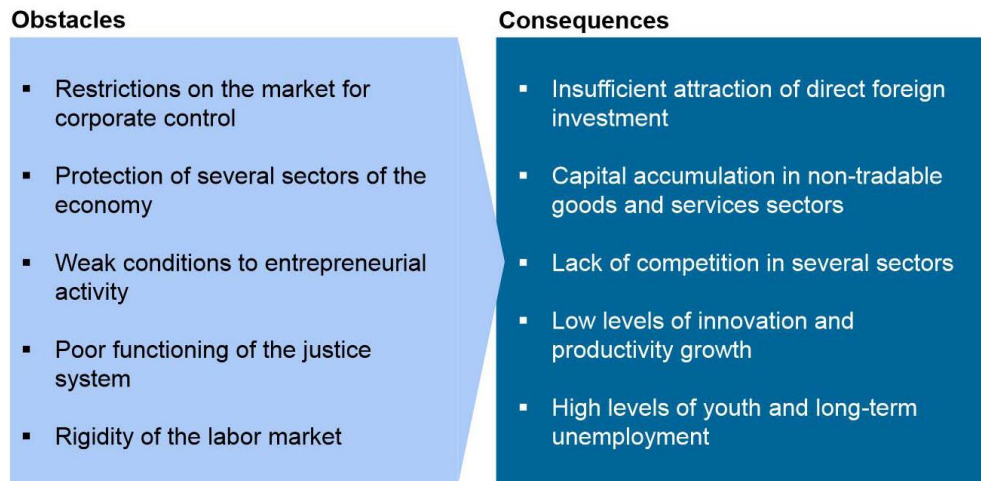 Obstacles
▪ Restrictions on the market for
corporate control
▪ Protection of several sectors of the
economy
▪ Weak conditions to entrepreneurial
activity
▪ Poor functioning of the justice
system
▪ Rigidity of the labor market
Consequences
▪ Insufficient attraction of direct foreign
investment
▪ Capital accumulation in non-tradable
goods and services sectors
▪ Lack of competition in several sectors
▪ Low levels of innovation and
productivity growth
▪ High levels of youth and long-term
unemployment